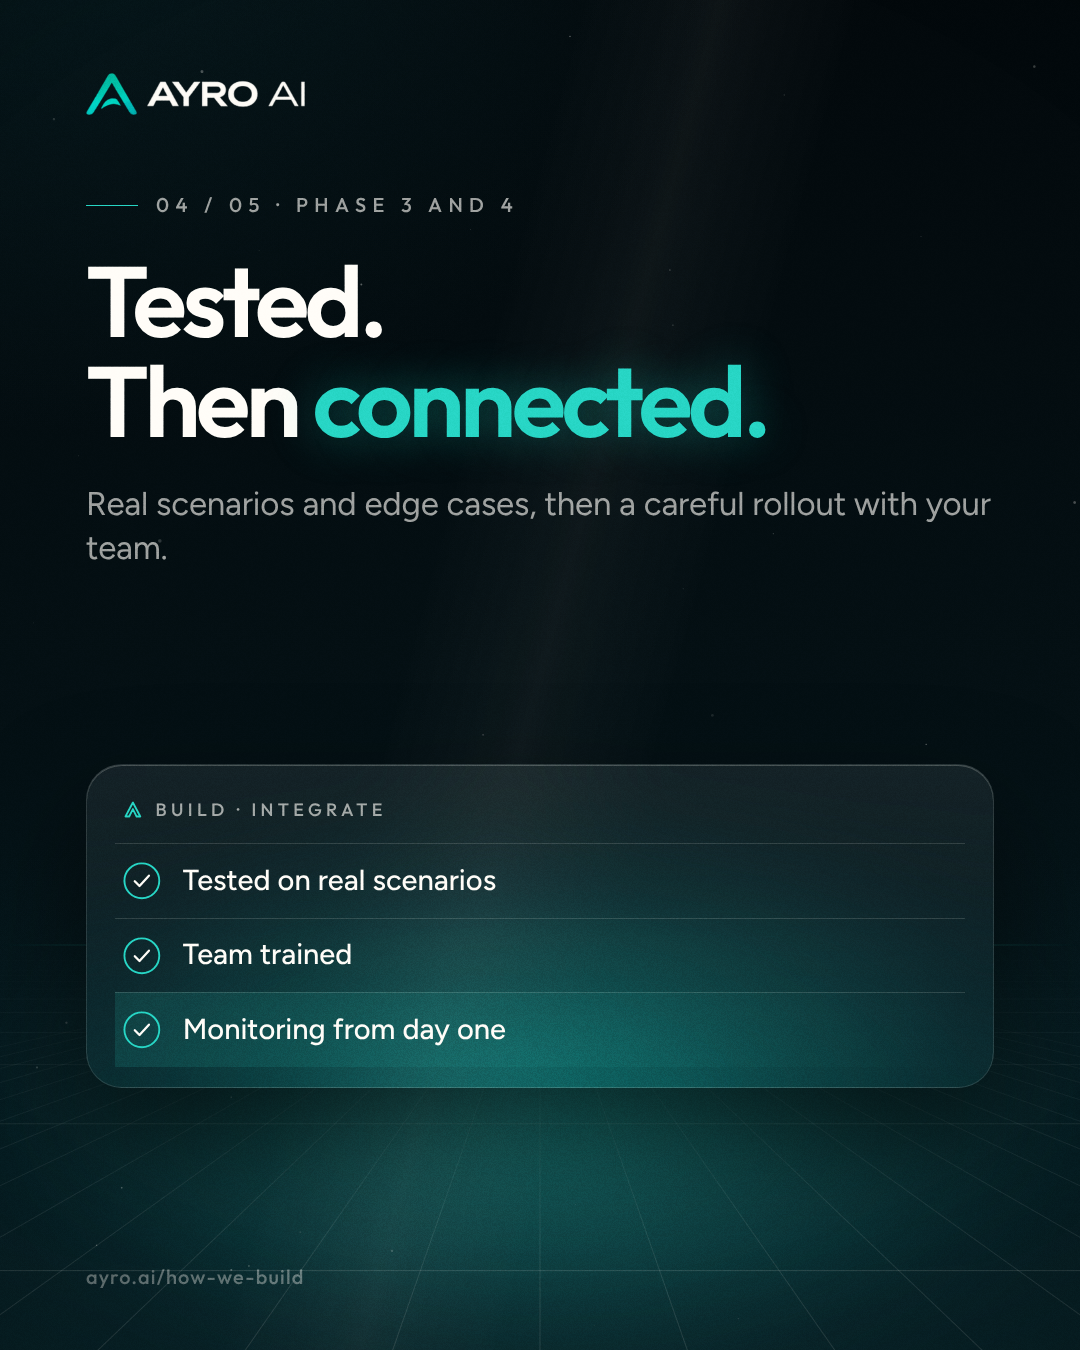 AYRO AI
04 / 05 · PHASE 3 AND 4
Tested.
Then connected.
Real scenarios and edge cases, then a careful rollout with your
team.
BUILD · INTEGRATE
Tested on real scenarios
Team trained
Monitoring from day one
ayro.ai/how-we-build